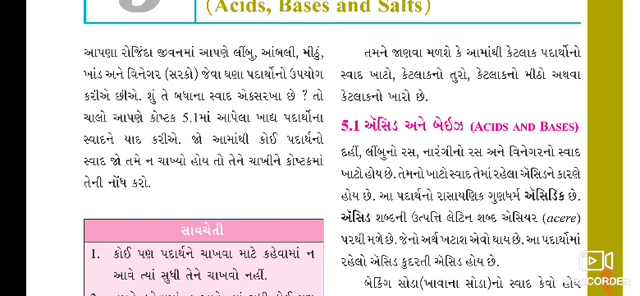 (Acids, Bases and Salts)
આપણા રોજિંદા જીવનમાં આપણે લીંબુ, આંબલી, મીઠું,
ખાંડ અને વિનેગર (સરકો) જેવા ઘણા પદાર્થોનો ઉપયોગ
કરીએ છીએ. શું તે બધાના સ્વાદ એકસરખા છે ? તો
ચાલો આપણે કોષ્ટક 5.1માં આપેલા ખાદ્ય પદાર્થોના
સ્વાદને યાદ કરીએ. જો આમાંથી કોઈ પદાર્થનો
સ્વાદ જો તમે ન ચાખ્યો હોય તો તેને ચાખીને કોષ્ટકમાં
તેની નોંધ કરો.
સાવચેતી
1. કોઈ પણ પદાર્થને ચાખવા માટે કહેવામાં ન
આવે ત્યાં સુધી તેને ચાખવો નહીં.
તમને જાણવા મળશે કે આમાંથી કેટલાક પદાર્થોનો
સ્વાદ ખાટો, કેટલાકનો તુરો, કેટલાકનો મીઠો અથવા
કેટલાકનો ખારો છે.
5.1 ઍસિડ અને બેઇઝ (ACIDS AND BASES)
દહીં, લીંબુનો રસ, નારંગીનો રસ અને વિનેગરનો સ્વાદ
ખાટો હોય છે. તેમનો ખાટો સ્વાદ તેમાં રહેલા ઍસિડને કારણે
હોય છે. આ પદાર્થનો રાસાયણિક ગુણધર્મ ઍસિડિક છે.
ઍસિડ શબ્દની ઉત્પત્તિ લેટિન શબ્દ એસિયર (acere)
પરથી મળે છે. જેનો અર્થ ખટાશ એવો થાય છે. આ પદાર્થોમાં
રહેલો ઍસિડ કુદરતી ઍસિડ હોય છે.
બેકિંગ સોડા (ખાવાના સોડા)નો સ્વાદ કેવો હોય